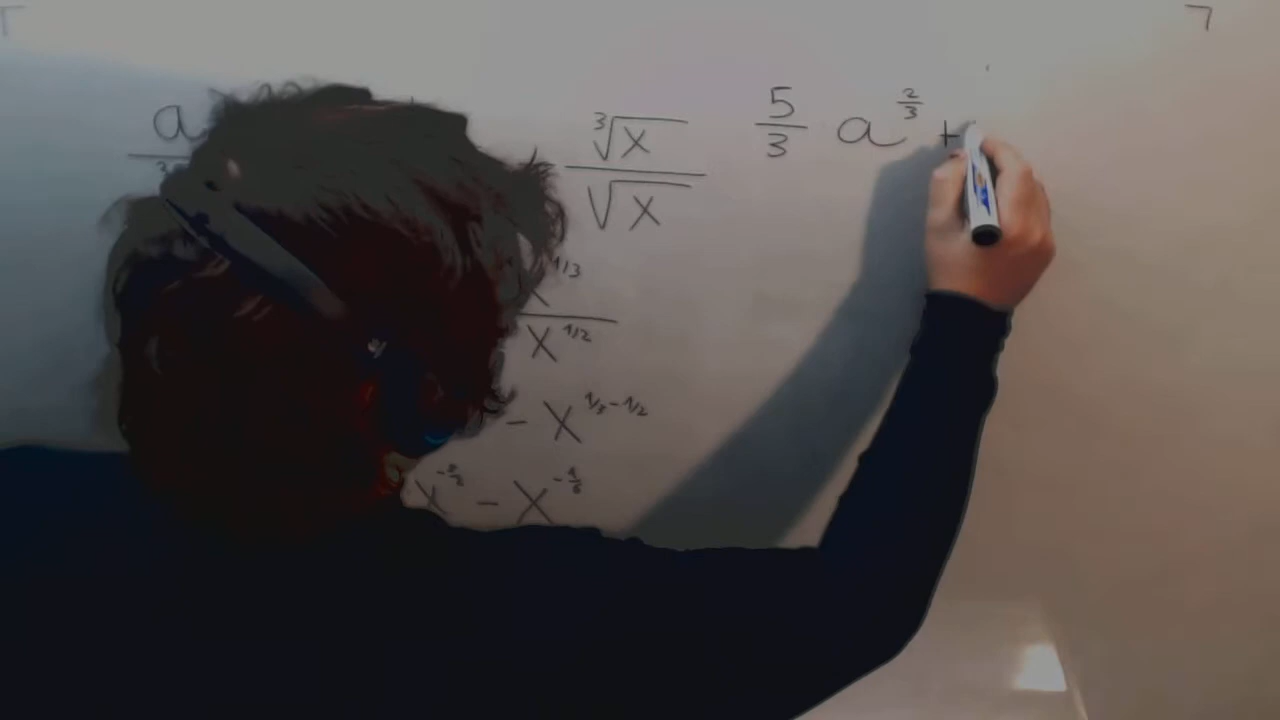 a
∛x / √x
5/3 a^{2/3} +
x^{1/3} / x^{1/2}
- x^{1/3 - 1/2}
- x^{-1/6}